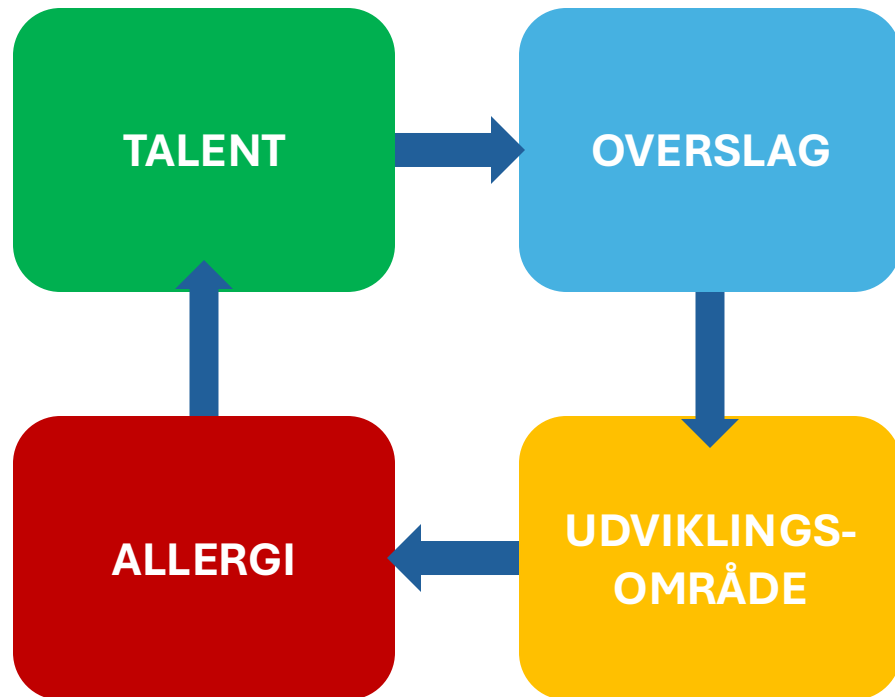 TALENT
OVERSLAG
ALLERGI
UDVIKLINGS-
OMRÅDE